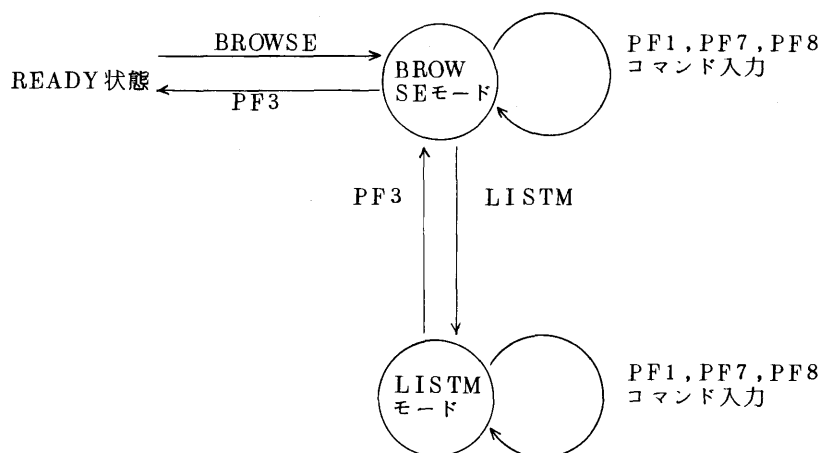 BROWSE
READY状態
PF3
BROW
SEモード
PF1,PF7,PF8
コマンド入力
PF3
LISTM
LISTM
モード
PF1,PF7,PF8
コマンド入力